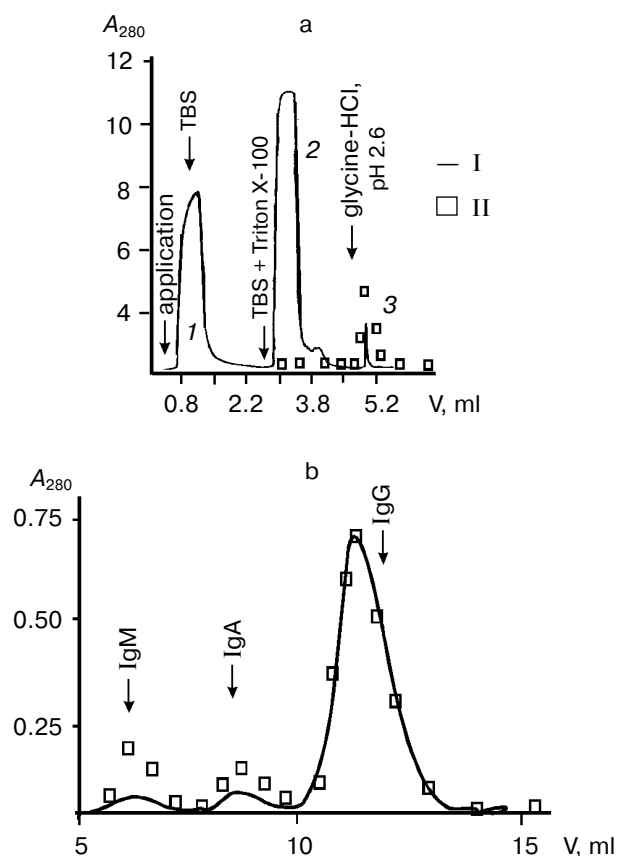 A280 a
12
10
8
6
4
application
TBS
TBS + Triton X-100
glycine-HCl,
pH 2.6
1
2
3
I
II
0.8 2.2 3.8 5.2 V, ml
A280 b
0.75
0.50
0.25
IgM
IgA
IgG
5 10 15 V, ml